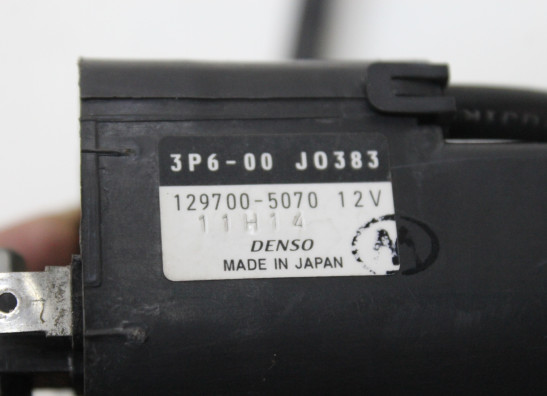 3P6-00 J0383
129700-5070 12V
11H14
DENSO
MADE IN JAPAN